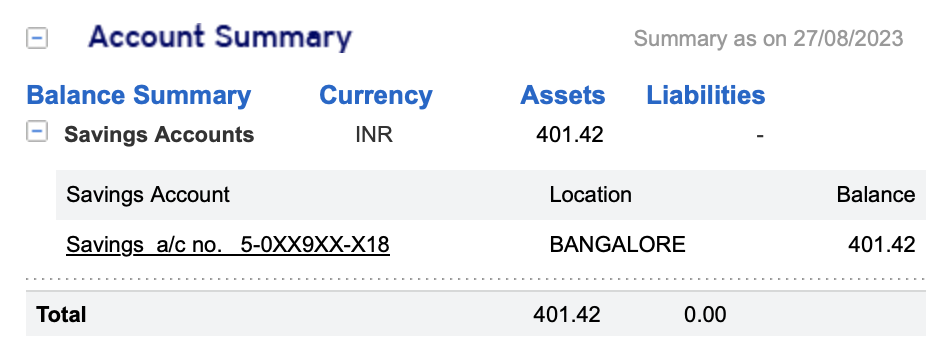 Account Summary Summary as on 27/08/2023
Balance Summary Currency Assets Liabilities
Savings Accounts INR 401.42 -
Savings Account Location Balance
Savings a/c no. 5-0XX9XX-X18 BANGALORE 401.42
Total 401.42 0.00